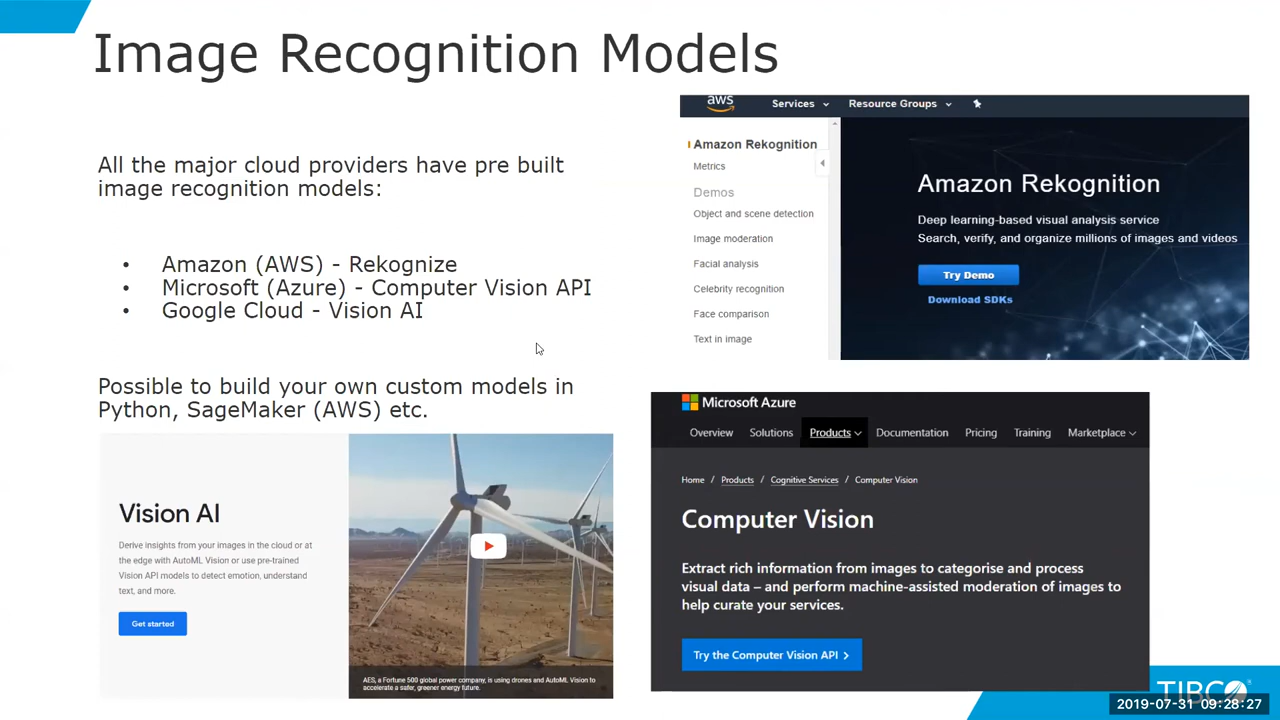 Image Recognition Models
All the major cloud providers have pre built
image recognition models:
• Amazon (AWS) - Rekognize
• Microsoft (Azure) - Computer Vision API
• Google Cloud - Vision AI
Possible to build your own custom models in
Python, SageMaker (AWS) etc.
aws Services Resource Groups
Amazon Rekognition
Metrics
Demos
Object and scene detection
Image moderation
Facial analysis
Celebrity recognition
Face comparison
Text in image
Amazon Rekognition
Deep learning-based visual analysis service
Search, verify, and organize millions of images and videos
Try Demo
Download SDKs
Vision AI
Derive insights from your images in the cloud or at
the edge with AutoML Vision or use pre-trained
Vision API models to detect emotion, understand
text, and more.
Get started
AES, a Fortune 500 global power company, is using drones and AutoML Vision to
accelerate a safer, greener energy future.
Microsoft Azure
Overview Solutions Products Documentation Pricing Training Marketplace
Home / Products / Cognitive Services / Computer Vision
Computer Vision
Extract rich information from images to categorise and process
visual data – and perform machine-assisted moderation of images to
help curate your services.
Try the Computer Vision API
TIBCO
2019-07-31 09:28:27